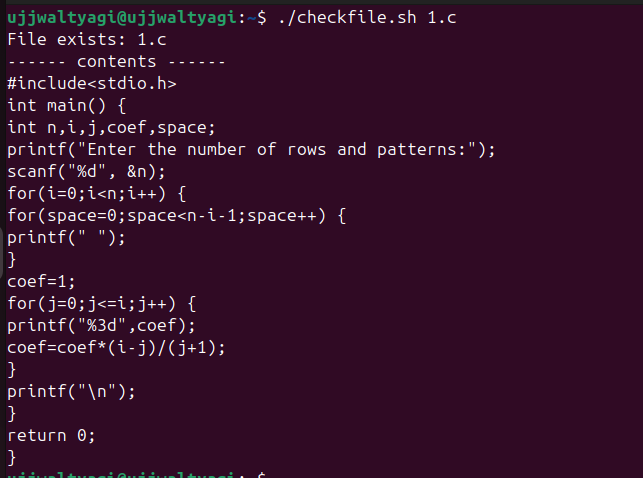 ujjwaltyagi@ujjwaltyagi:~$ ./checkfile.sh 1.c
File exists: 1.c
------ contents ------
#include<stdio.h>
int main() {
int n,i,j,coef,space;
printf("Enter the number of rows and patterns:");
scanf("%d", &n);
for(i=0;i<n;i++) {
for(space=0;space<n-i-1;space++) {
printf(" ");
}
coef=1;
for(j=0;j<=i;j++) {
printf("%3d",coef);
coef=coef*(i-j)/(j+1);
}
printf("\n");
}
return 0;
}
ujjwaltyagi@ujjwaltyagi:~$